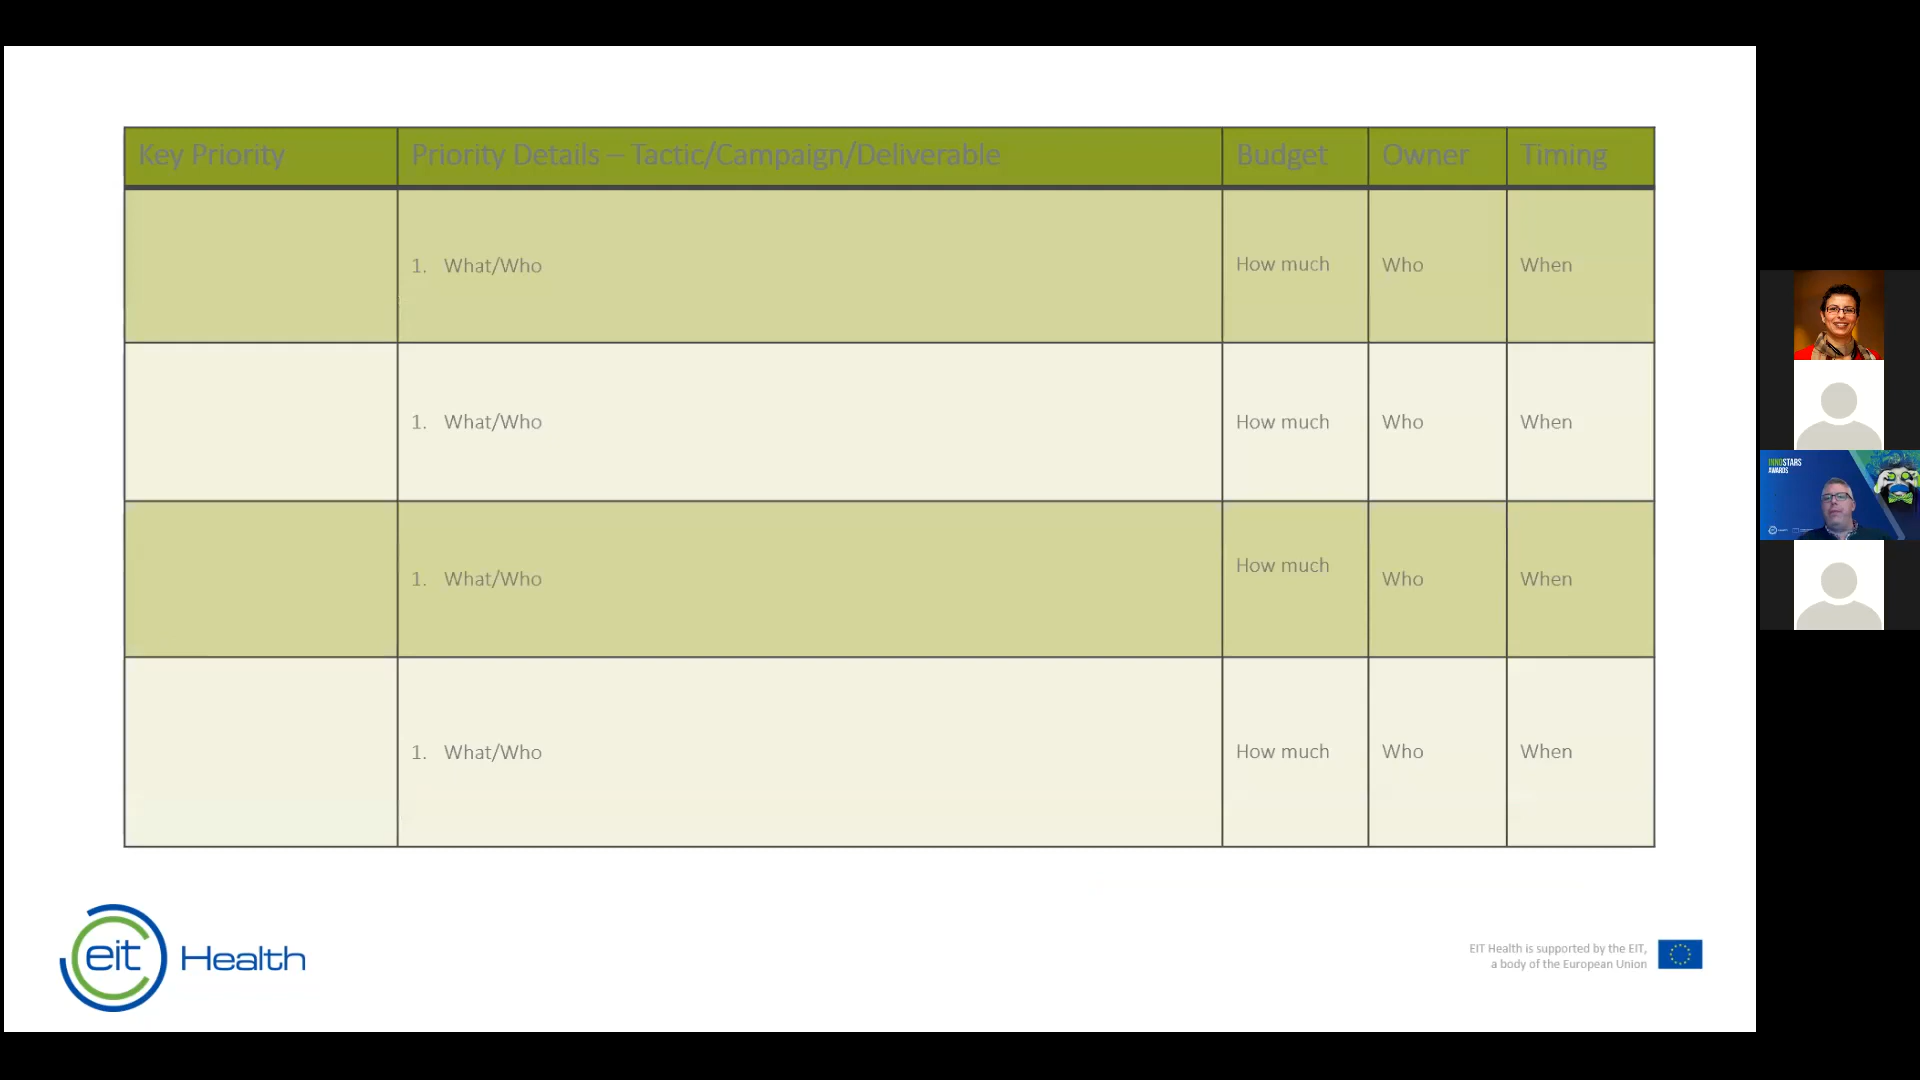 Key Priority
Priority Details – Tactic/Campaign/Deliverable
Budget
Owner
Timing
1. What/Who
How much
Who
When
1. What/Who
How much
Who
When
1. What/Who
How much
Who
When
1. What/Who
How much
Who
When
eit Health
EIT Health is supported by the EIT,
a body of the European Union
INNOSTARS
AWARDS